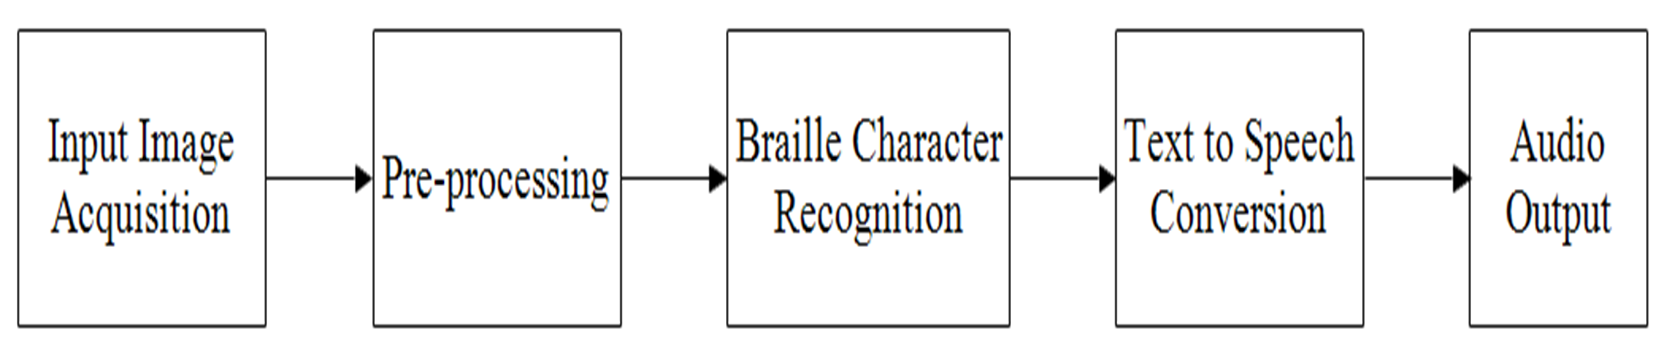 Input Image
Acquisition
Pre-processing
Braille Character
Recognition
Text to Speech
Conversion
Audio
Output